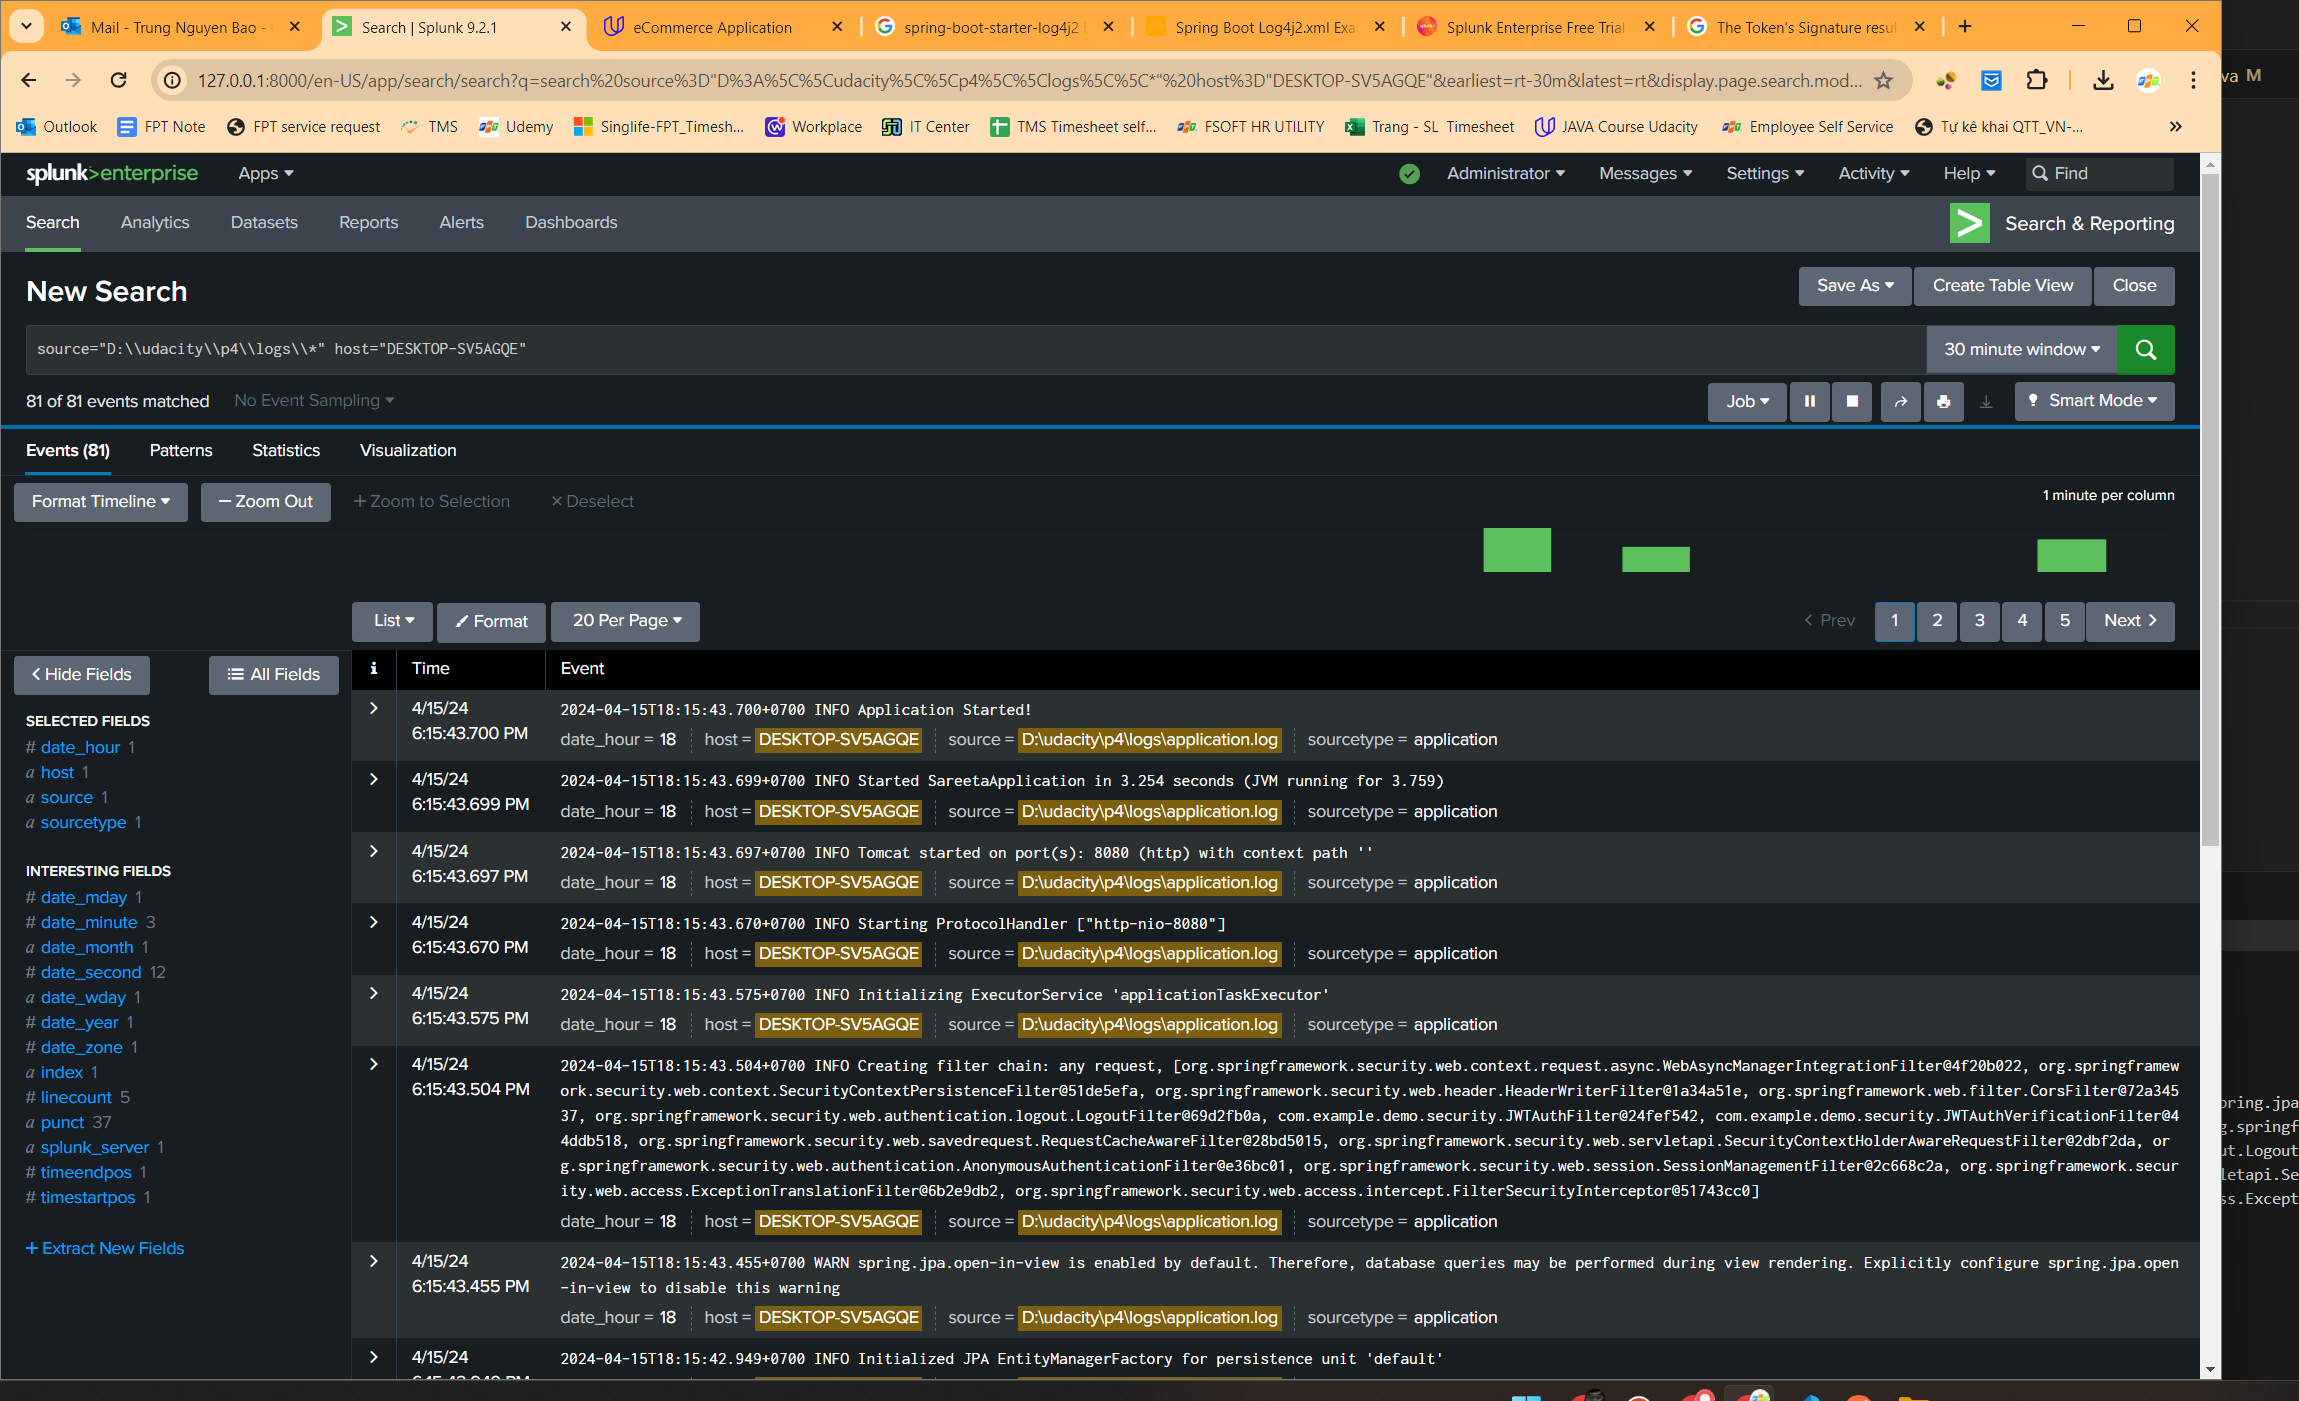 Mail - Trung Nguyen Bao -
Search | Splunk 9.2.1
eCommerce Application
spring-boot-starter-log4j2
Spring Boot Log4j2.xml Exa
Splunk Enterprise Free Trial
The Token's Signature resul
127.0.0.1:8000/en-US/app/search/search?q=search%20source%3D"D%3A%5C%5Cudacity%5C%5Cp4%5C%5Clogs%5C%5C*"%20host%3D"DESKTOP-SV5AGQE"&earliest=rt-30m&latest=rt&display.page.search.mod...
va M
Outlook
FPT Note
FPT service request
TMS
Udemy
Singlife-FPT_Timesh...
Workplace
IT Center
TMS Timesheet self...
FSOFT HR UTILITY
Trang - SL Timesheet
JAVA Course Udacity
Employee Self Service
Tự kê khai QTT_VN-...
splunk>enterprise
Apps
Administrator
Messages
Settings
Activity
Help
Find
Search
Analytics
Datasets
Reports
Alerts
Dashboards
Search & Reporting
New Search
Save As
Create Table View
Close
source="D:\\udacity\\p4\\logs\\*" host="DESKTOP-SV5AGQE"
30 minute window
81 of 81 events matched
No Event Sampling
Job
Smart Mode
Events (81)
Patterns
Statistics
Visualization
Format Timeline
— Zoom Out
+ Zoom to Selection
× Deselect
1 minute per column
List
Format
20 Per Page
< Prev
1
2
3
4
5
Next >
< Hide Fields
All Fields
i
Time
Event
SELECTED FIELDS
# date_hour 1
a host 1
a source 1
a sourcetype 1
INTERESTING FIELDS
# date_mday 1
# date_minute 3
a date_month 1
# date_second 12
a date_wday 1
# date_year 1
# date_zone 1
a index 1
# linecount 5
a punct 37
a splunk_server 1
# timeendpos 1
# timestartpos 1
+ Extract New Fields
4/15/24
6:15:43.700 PM
2024-04-15T18:15:43.700+0700 INFO Application Started!
date_hour = 18 host = DESKTOP-SV5AGQE source = D:\udacity\p4\logs\application.log sourcetype = application
4/15/24
6:15:43.699 PM
2024-04-15T18:15:43.699+0700 INFO Started SareetaApplication in 3.254 seconds (JVM running for 3.759)
date_hour = 18 host = DESKTOP-SV5AGQE source = D:\udacity\p4\logs\application.log sourcetype = application
4/15/24
6:15:43.697 PM
2024-04-15T18:15:43.697+0700 INFO Tomcat started on port(s): 8080 (http) with context path ''
date_hour = 18 host = DESKTOP-SV5AGQE source = D:\udacity\p4\logs\application.log sourcetype = application
4/15/24
6:15:43.670 PM
2024-04-15T18:15:43.670+0700 INFO Starting ProtocolHandler ["http-nio-8080"]
date_hour = 18 host = DESKTOP-SV5AGQE source = D:\udacity\p4\logs\application.log sourcetype = application
4/15/24
6:15:43.575 PM
2024-04-15T18:15:43.575+0700 INFO Initializing ExecutorService 'applicationTaskExecutor'
date_hour = 18 host = DESKTOP-SV5AGQE source = D:\udacity\p4\logs\application.log sourcetype = application
4/15/24
6:15:43.504 PM
2024-04-15T18:15:43.504+0700 INFO Creating filter chain: any request, [org.springframework.security.web.context.request.async.WebAsyncManagerIntegrationFilter@4f20b022, org.springframew
ork.security.web.context.SecurityContextPersistenceFilter@51de5efa, org.springframework.security.web.header.HeaderWriterFilter@1a34a51e, org.springframework.web.filter.CorsFilter@72a345
37, org.springframework.security.web.authentication.logout.LogoutFilter@69d2fb0a, com.example.demo.security.JWTAuthFilter@24fef542, com.example.demo.security.JWTAuthVerificationFilter@4
4ddb518, org.springframework.security.web.savedrequest.RequestCacheAwareFilter@28bd5015, org.springframework.security.web.servletapi.SecurityContextHolderAwareRequestFilter@2dbf2da, or
g.springframework.security.web.authentication.AnonymousAuthenticationFilter@e36bc01, org.springframework.security.web.session.SessionManagementFilter@2c668c2a, org.springframework.secur
ity.web.access.ExceptionTranslationFilter@6b2e9db2, org.springframework.security.web.access.intercept.FilterSecurityInterceptor@51743cc0]
date_hour = 18 host = DESKTOP-SV5AGQE source = D:\udacity\p4\logs\application.log sourcetype = application
4/15/24
6:15:43.455 PM
2024-04-15T18:15:43.455+0700 WARN spring.jpa.open-in-view is enabled by default. Therefore, database queries may be performed during view rendering. Explicitly configure spring.jpa.open
-in-view to disable this warning
date_hour = 18 host = DESKTOP-SV5AGQE source = D:\udacity\p4\logs\application.log sourcetype = application
4/15/24
2024-04-15T18:15:42.949+0700 INFO Initialized JPA EntityManagerFactory for persistence unit 'default'
pring.jpa
g.springf
ut.Logout
letapi.Se
ss.Except